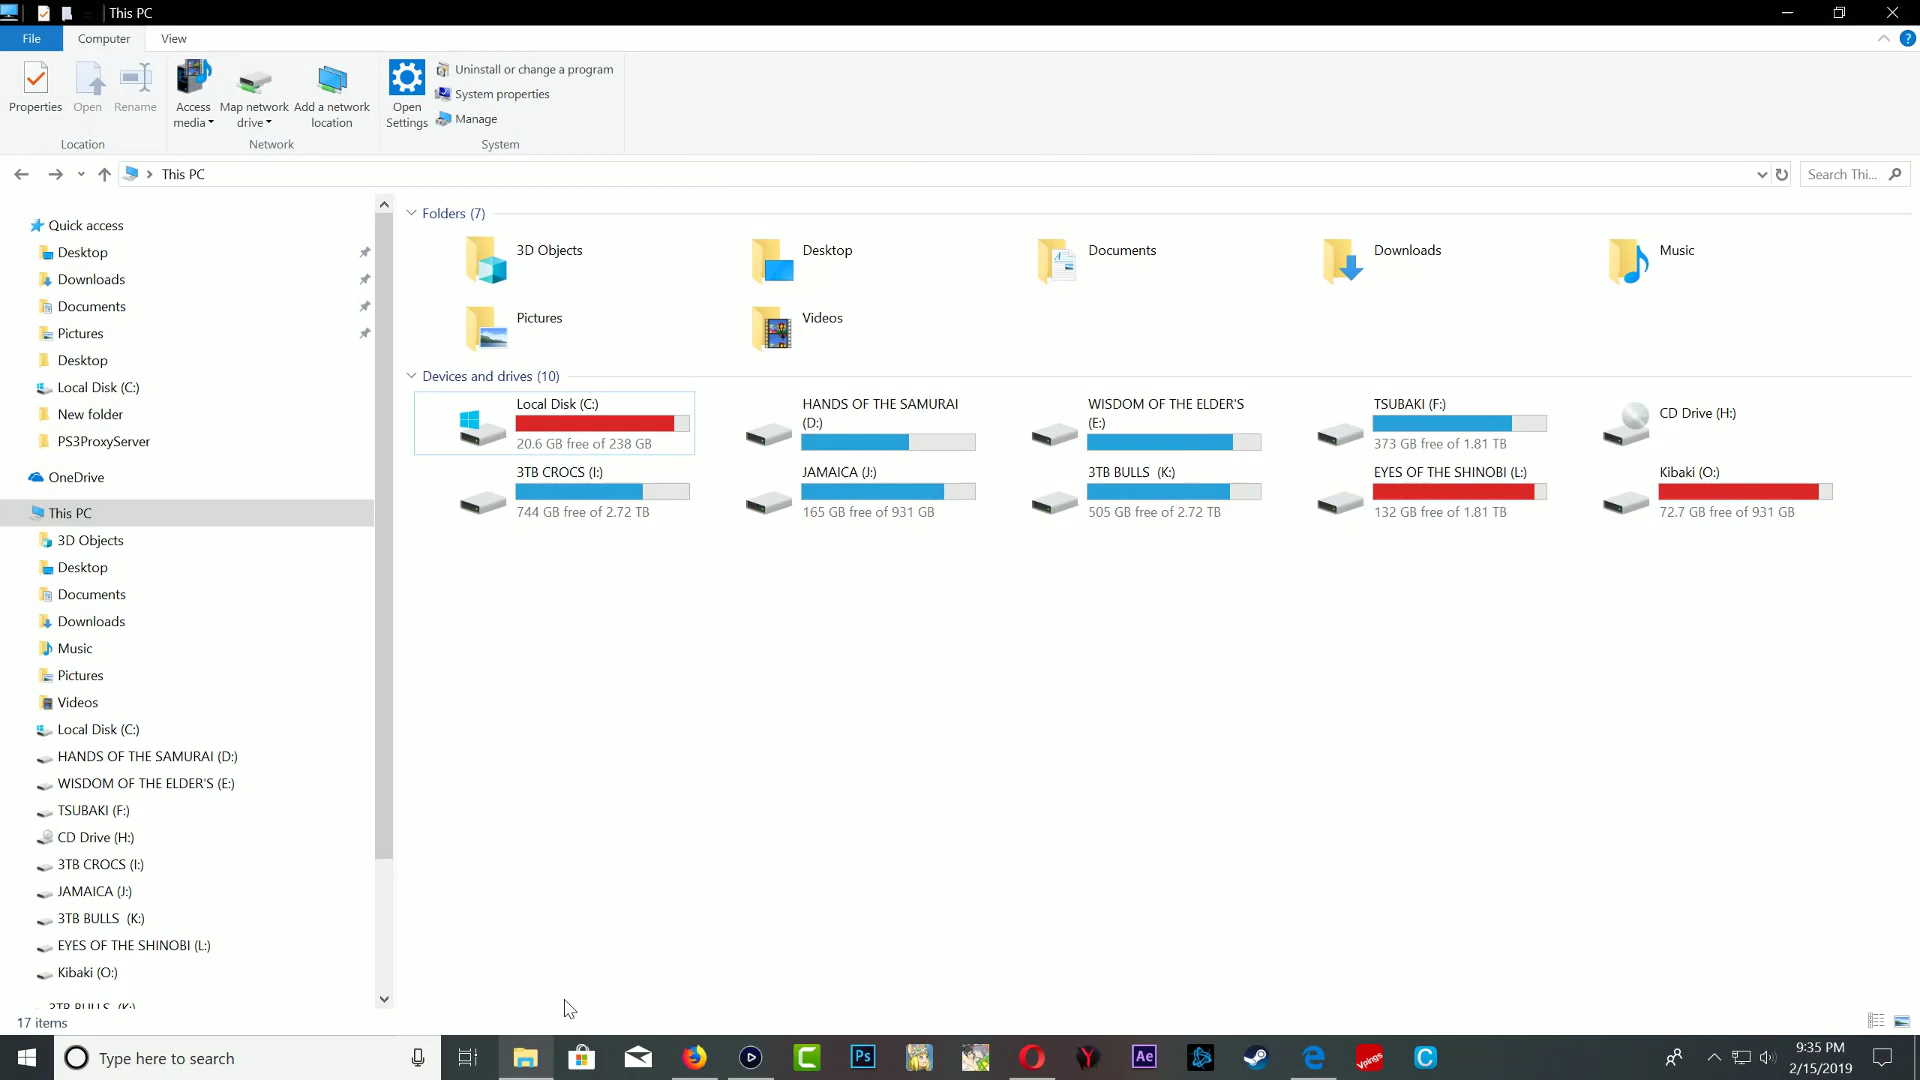 This PC
File
Computer
View
Properties
Open
Rename
Access
media
Map network
drive
Add a network
location
Open
Settings
Uninstall or change a program
System properties
Manage
Location
Network
System
This PC
Search Thi...
Quick access
Desktop
Downloads
Documents
Pictures
Desktop
Local Disk (C:)
New folder
PS3ProxyServer
OneDrive
This PC
3D Objects
Desktop
Documents
Downloads
Music
Pictures
Videos
Local Disk (C:)
HANDS OF THE SAMURAI (D:)
WISDOM OF THE ELDER'S (E:)
TSUBAKI (F:)
CD Drive (H:)
3TB CROCS (I:)
JAMAICA (J:)
3TB BULLS (K:)
EYES OF THE SHINOBI (L:)
Kibaki (O:)
3TB BULLS (K:)
Folders (7)
3D Objects
Desktop
Documents
Downloads
Music
Pictures
Videos
Devices and drives (10)
Local Disk (C:)
20.6 GB free of 238 GB
HANDS OF THE SAMURAI
(D:)
WISDOM OF THE ELDER'S
(E:)
TSUBAKI (F:)
373 GB free of 1.81 TB
CD Drive (H:)
3TB CROCS (I:)
744 GB free of 2.72 TB
JAMAICA (J:)
165 GB free of 931 GB
3TB BULLS (K:)
505 GB free of 2.72 TB
EYES OF THE SHINOBI (L:)
132 GB free of 1.81 TB
Kibaki (O:)
72.7 GB free of 931 GB
17 items
Type here to search
Ps
Ae
Vpings
C
9:35 PM
2/15/2019